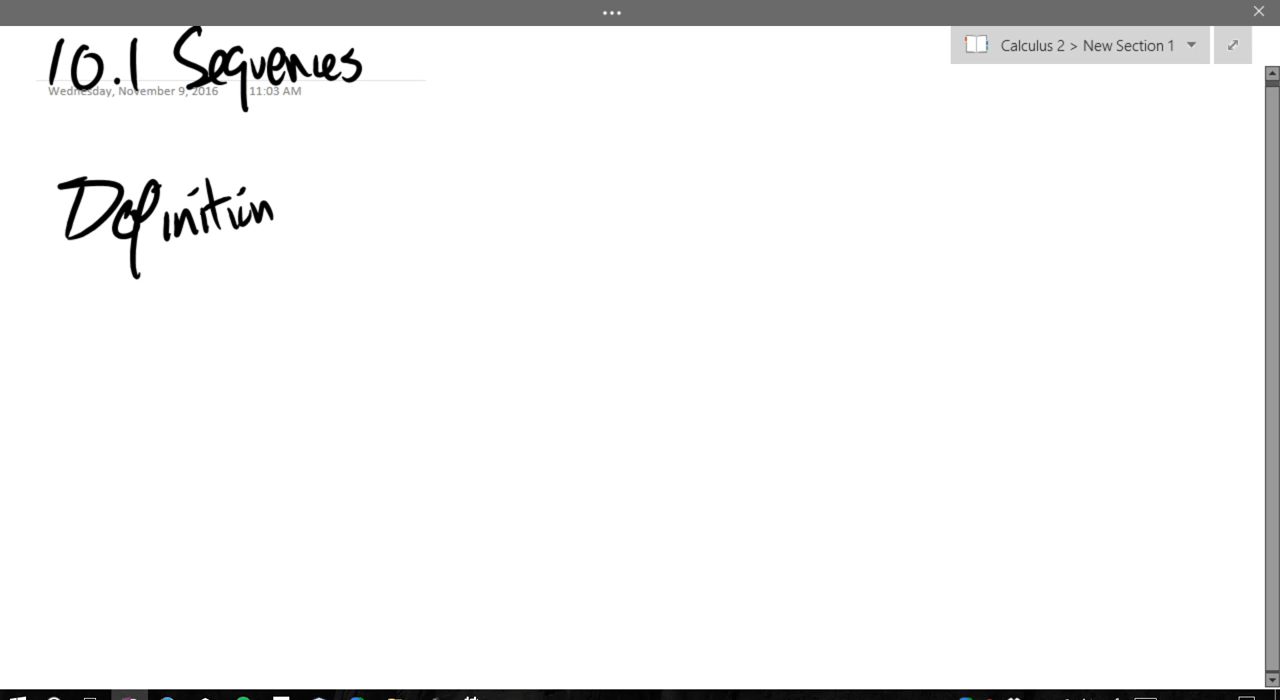 10.1 Sequences
Calculus 2 > New Section 1
Wednesday, November 9, 2016 11:03 AM
Definition